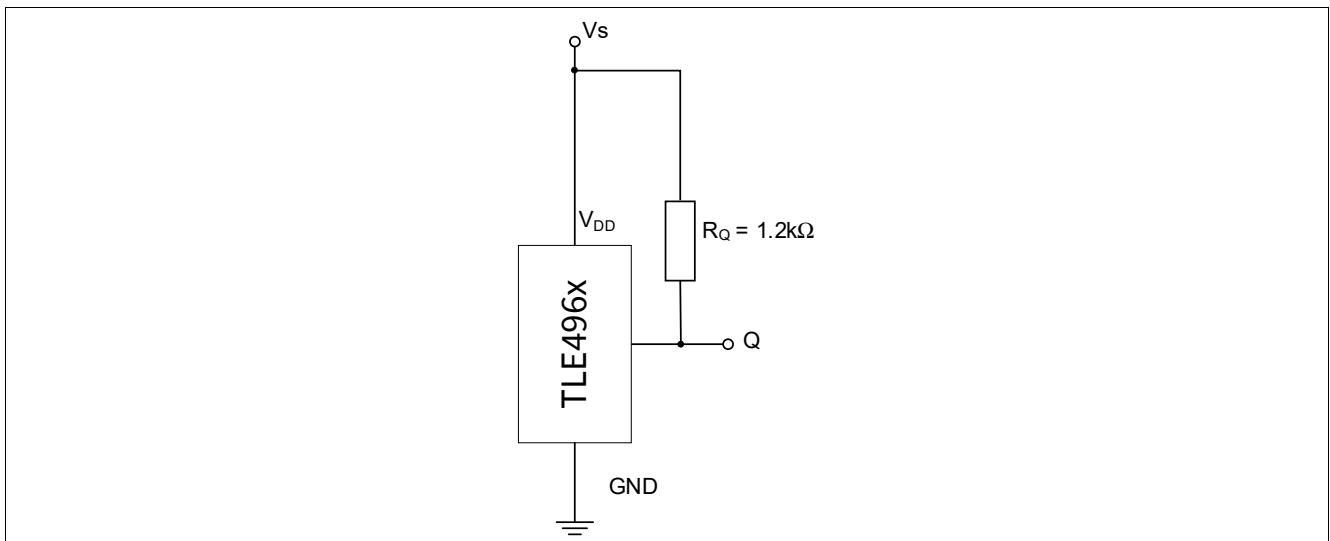 Vs
VDD
RQ = 1.2kΩ
TLE496x
Q
GND